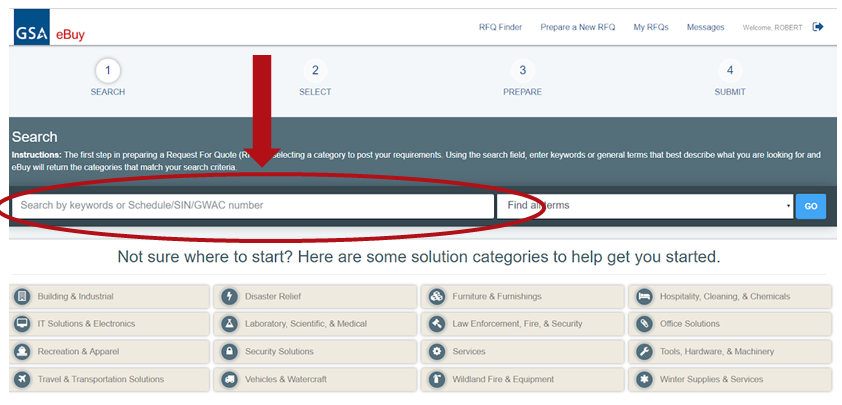 GSA eBuy
RFQ Finder Prepare a New RFQ My RFQs Messages Welcome, ROBERT
1 2 3 4
SEARCH SELECT PREPARE SUBMIT
Search
Instructions: The first step in preparing a Request For Quote (RF selecting a category to post your requirements. Using the search field, enter keywords or general terms that best describe what you are looking for and
eBuy will return the categories that match your search criteria.
Search by keywords or Schedule/SIN/GWAC number Find all terms GO
Not sure where to start? Here are some solution categories to help get you started.
Building & Industrial Disaster Relief Furniture & Furnishings Hospitality, Cleaning, & Chemicals
IT Solutions & Electronics Laboratory, Scientific, & Medical Law Enforcement, Fire, & Security Office Solutions
Recreation & Apparel Security Solutions Services Tools, Hardware, & Machinery
Travel & Transportation Solutions Vehicles & Watercraft Wildland Fire & Equipment Winter Supplies & Services